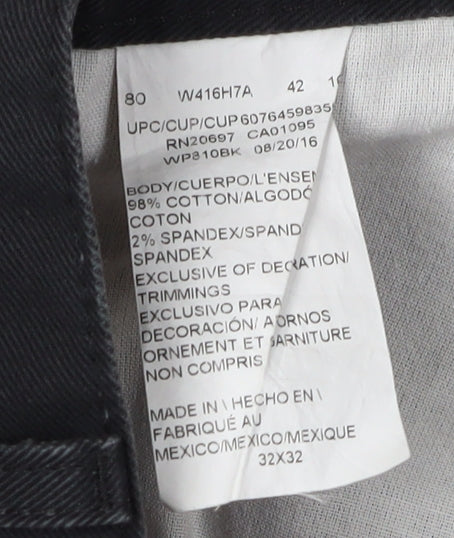 80 W416H7A 42
UPC/CUP/CUP 6076459835
RN20697 CA01095
WP310BK 08/20/16
BODY/CUERPO/L'ENSEM
98% COTTON/ALGODÓ
COTON
2% SPANDEX/SPAND
SPANDEX
EXCLUSIVE OF DECRATION/
TRIMMINGS
EXCLUSIVO PARA
DECORACIÓN/ ADORNOS
ORNEMENT ET GARNITURE
NON COMPRIS
MADE IN \ HECHO EN \
FABRIQUÉ AU
MEXICO/MEXICO/MEXIQUE
32X32